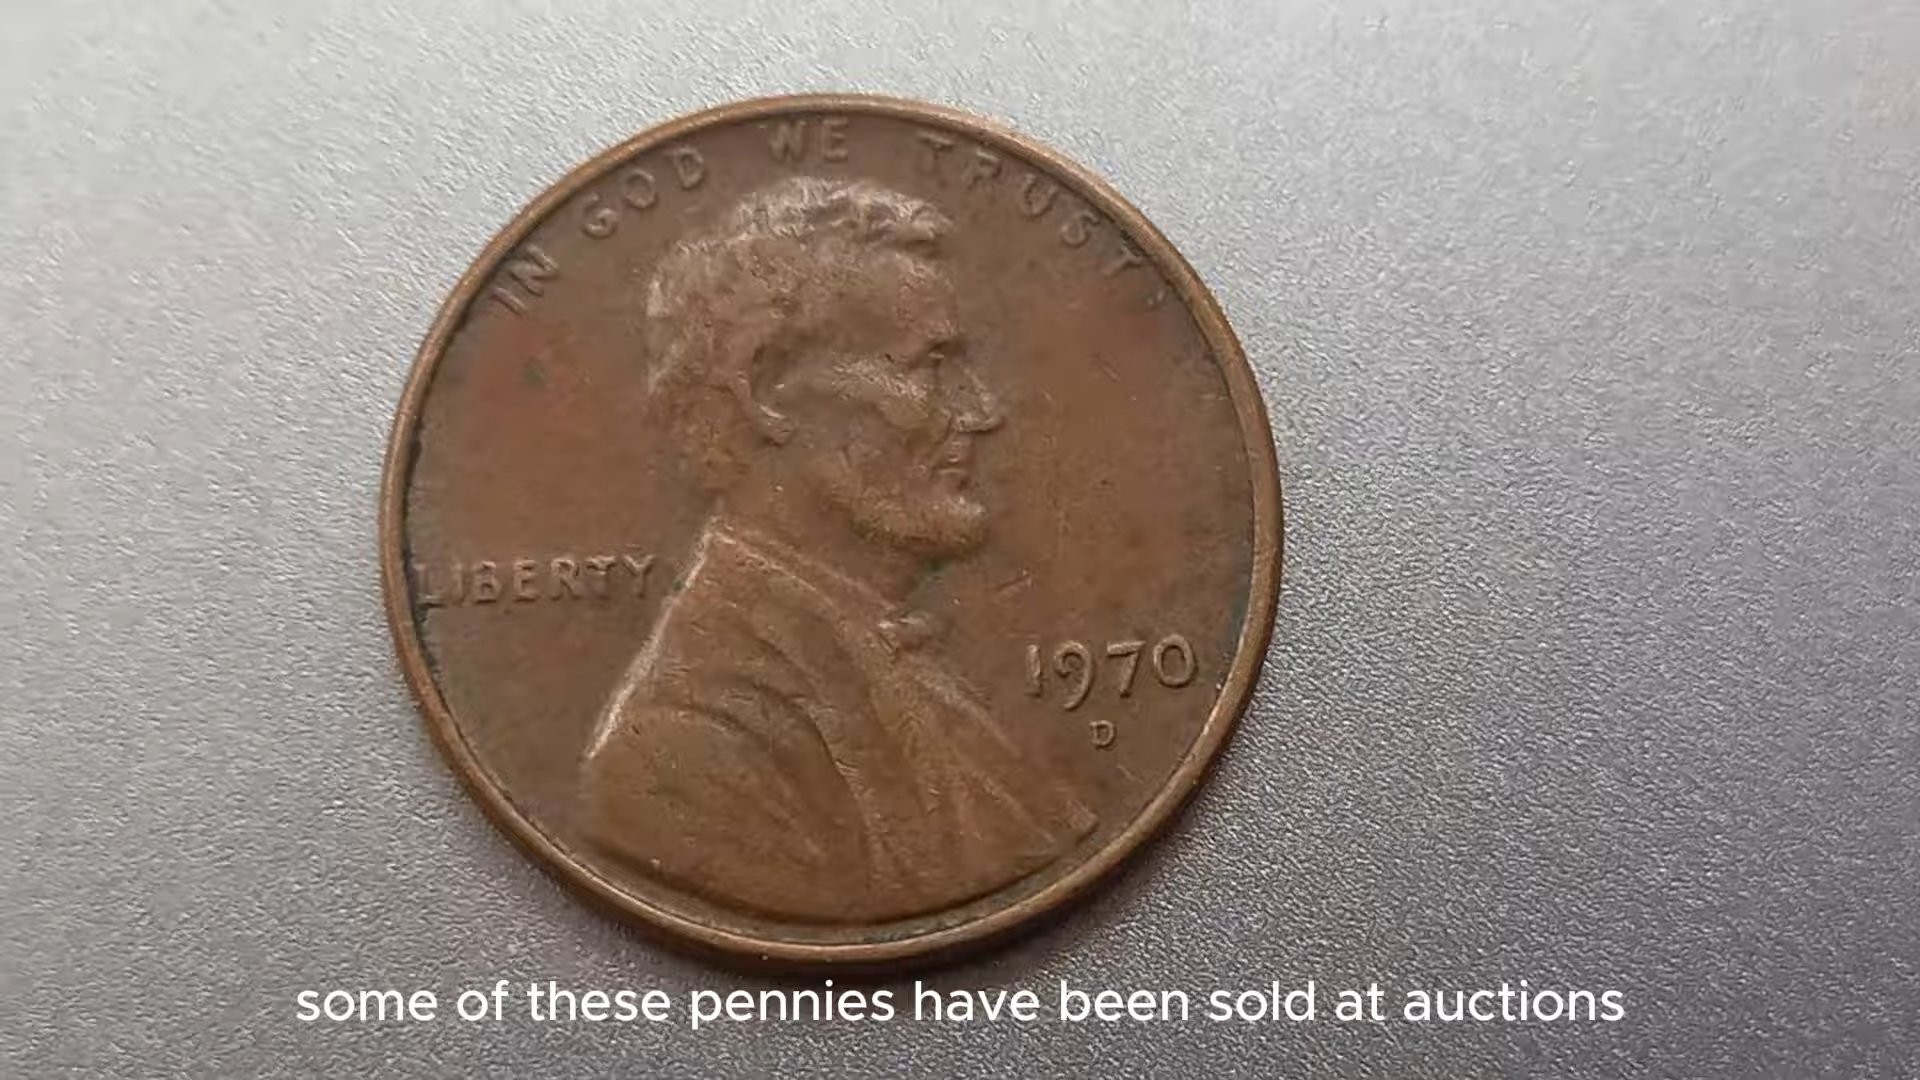 IN GOD WE TRUST
LIBERTY
1970
D
some of these pennies have been sold at auctions